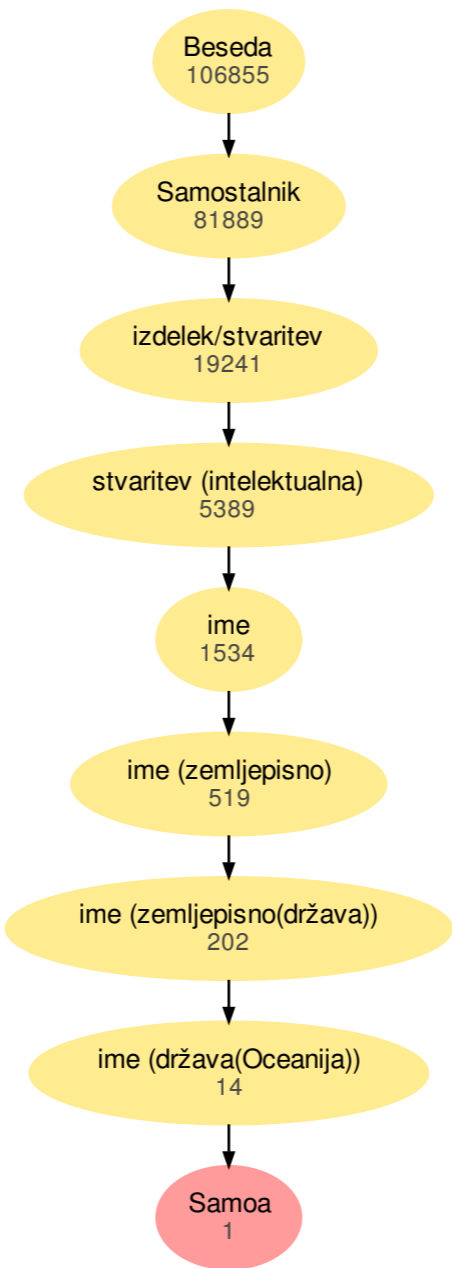 Beseda
106855
Samostalnik
81889
izdelek/stvaritev
19241
stvaritev (intelektualna)
5389
ime
1534
ime (zemljepisno)
519
ime (zemljepisno(država))
202
ime (država(Oceanija))
14
Samoa
1